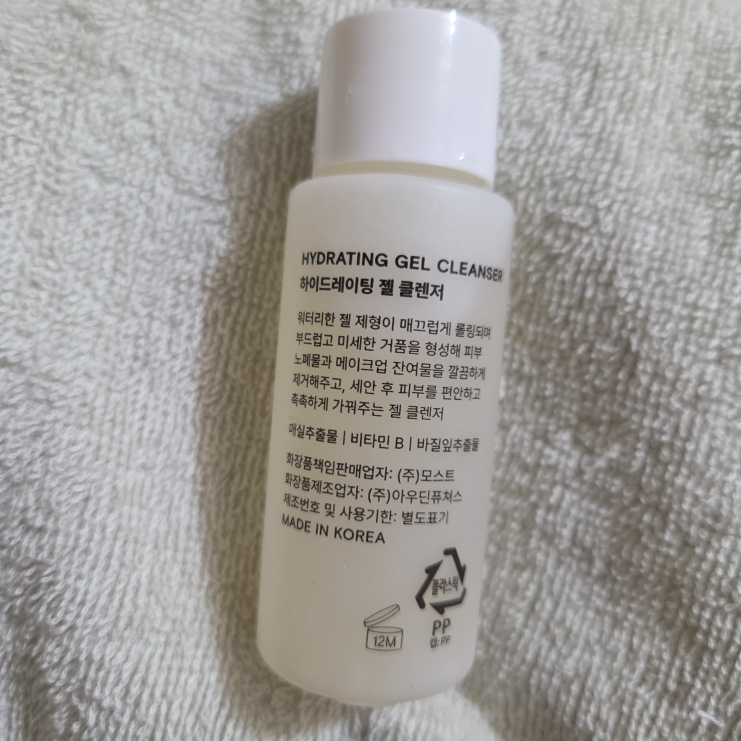 HYDRATING GEL CLEANSER
하이드레이팅 젤 클렌저
워터리한 젤 제형이 매끄럽게 롤링되며
부드럽고 미세한 거품을 형성해 피부
노폐물과 메이크업 잔여물을 깔끔하게
제거해주고, 세안 후 피부를 편안하고
촉촉하게 가꿔주는 젤 클렌저
매실추출물 | 비타민 B | 바질잎추출물
화장품책임판매업자: (주)모스트
화장품제조업자: (주)아우딘퓨쳐스
제조번호 및 사용기한: 별도표기
MADE IN KOREA
플라스틱
12M
PP
캡: PP